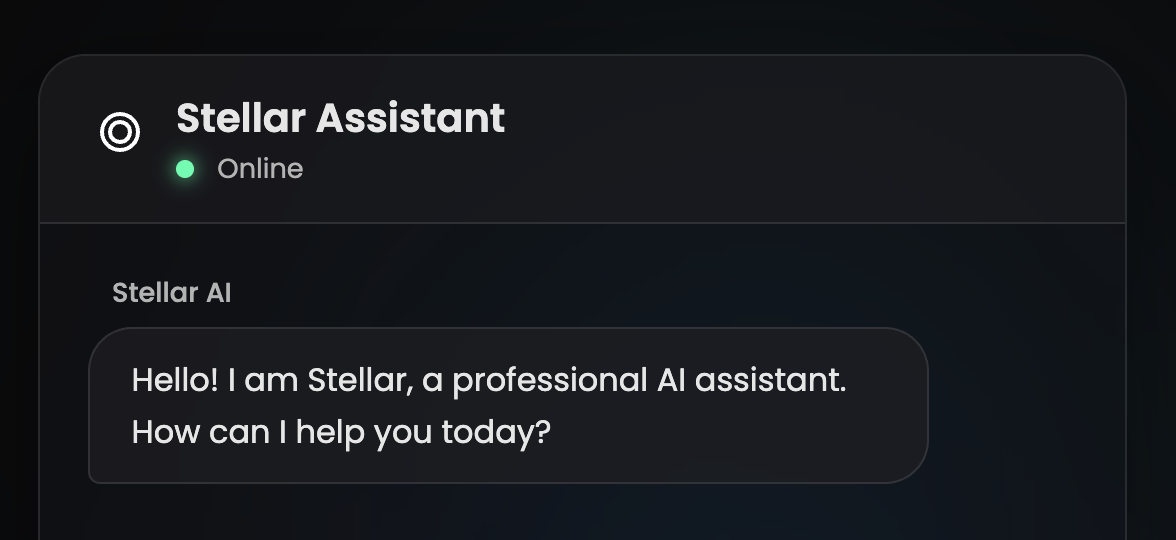 Stellar Assistant
Online
Stellar AI
Hello! I am Stellar, a professional AI assistant.
How can I help you today?